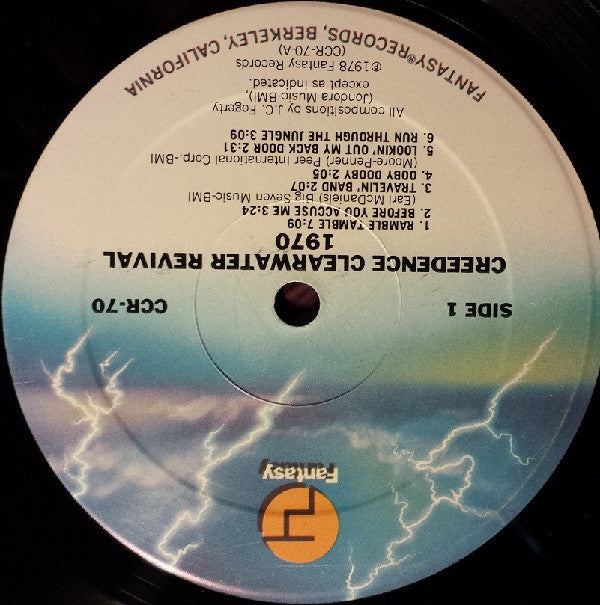 Fantasy
SIDE 1
CCR-70
CREEDENCE CLEARWATER REVIVAL
1970
1. RAMBLE TAMBLE 7:09
2. BEFORE YOU ACCUSE ME 3:24
(Earl McDaniels) Big Seven Music-BMI
3. TRAVELIN' BAND 2:07
4. OOBY DOOBY 2:05
(Moore-Penner) Peer International Corp.-BMI
5. LOOKIN' OUT MY BACK DOOR 2:31
6. RUN THROUGH THE JUNGLE 3:09
All compositions by J.C. Fogerty
(Jondora Music-BMI),
except as indicated.
℗1978 Fantasy Records
(CCR-70-A)
FANTASY® RECORDS, BERKELEY, CALIFORNIA